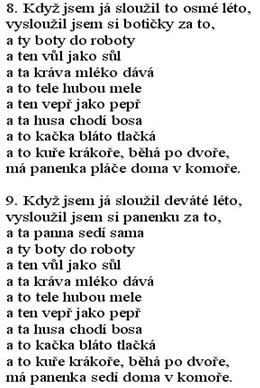 8. Když jsem já sloužil to osmé léto,
vysloužil jsem si botičky za to,
a ty boty do roboty
a ten vůl jako sůl
a ta kráva mléko dává
a to tele hubou mele
a ten vepř jako pepř
a ta husa chodí bosa
a to kačka bláto tlačká
a to kuře krákoře, běhá po dvoře,
má panenka pláče doma v komoře.
9. Když jsem já sloužil deváté léto,
vysloužil jsem si panenku za to,
a ta panna sedí sama
a ty boty do roboty
a ten vůl jako sůl
a ta kráva mléko dává
a to tele hubou mele
a ten vepř jako pepř
a ta husa chodí bosa
a to kačka bláto tlačká
a to kuře krákoře, běhá po dvoře,
má panenka sedí doma v komoře.